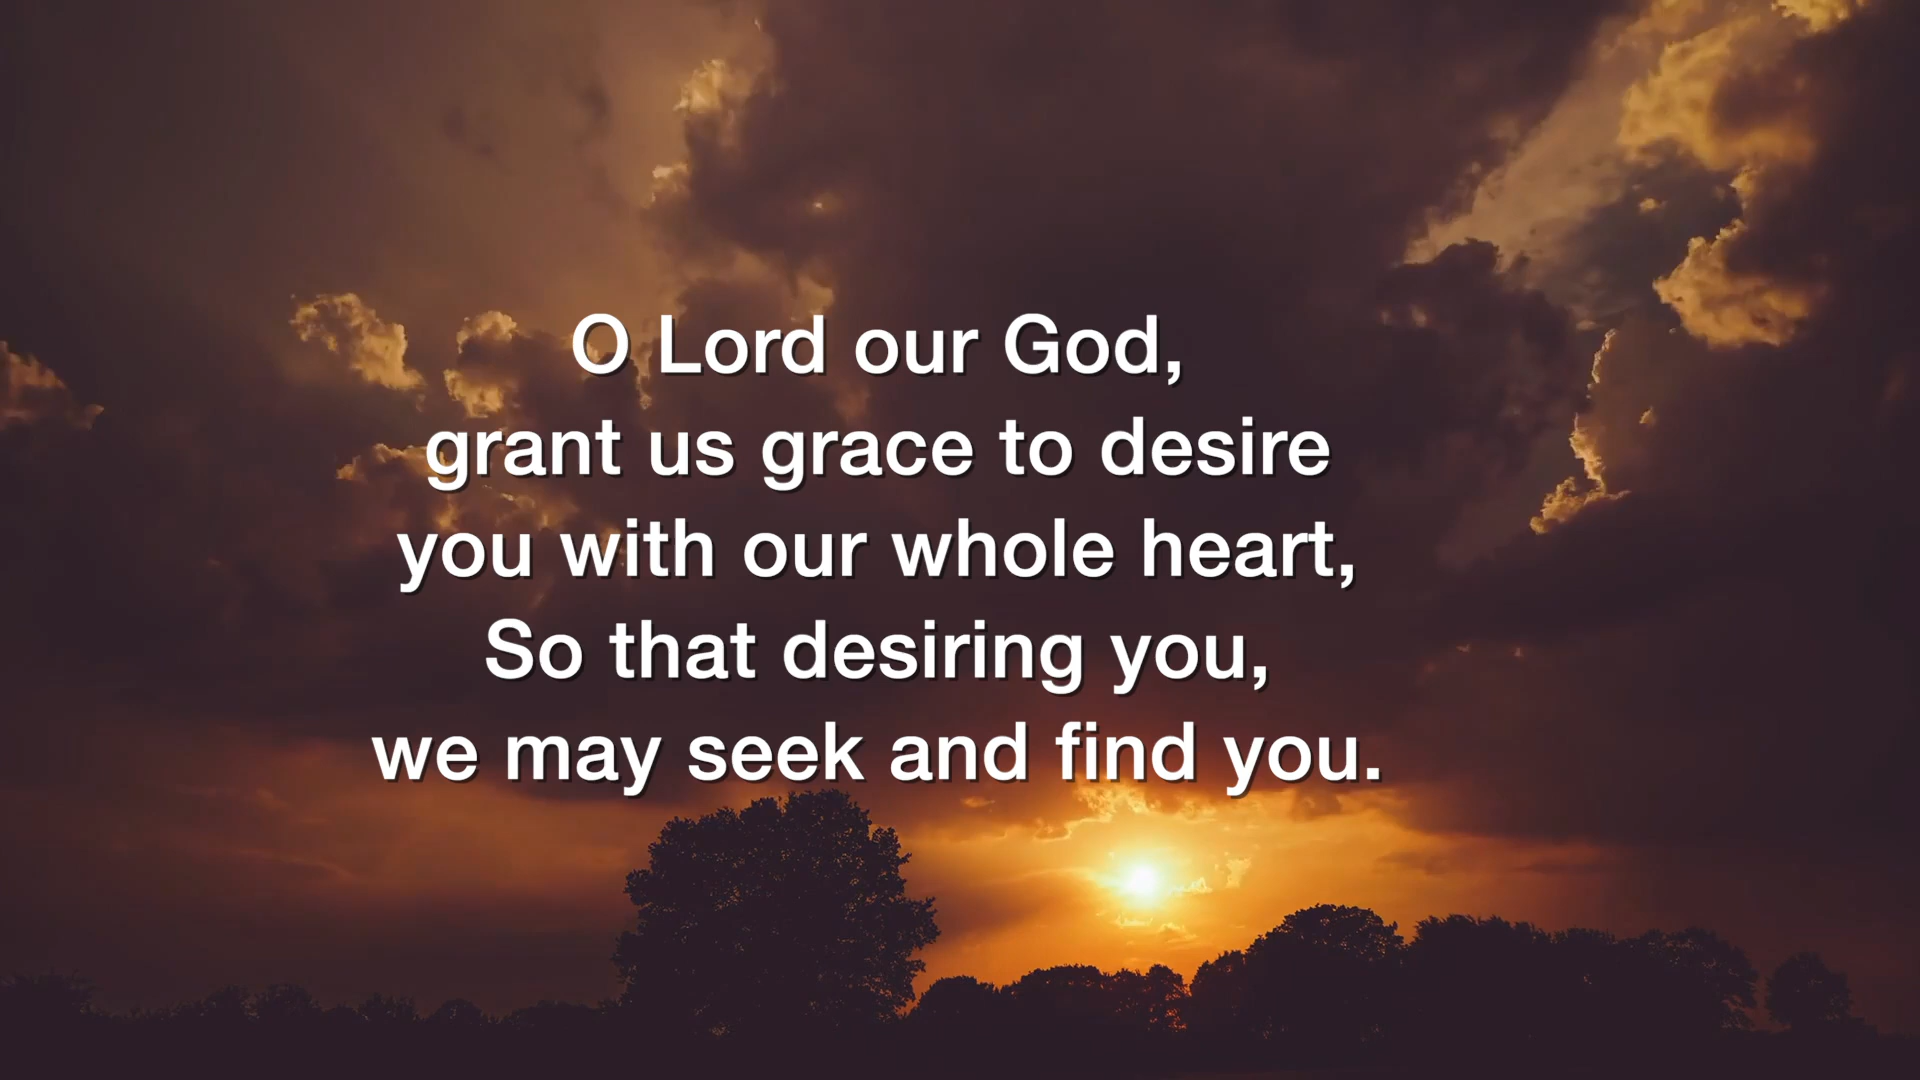 O Lord our God,
grant us grace to desire
you with our whole heart,
So that desiring you,
we may seek and find you.